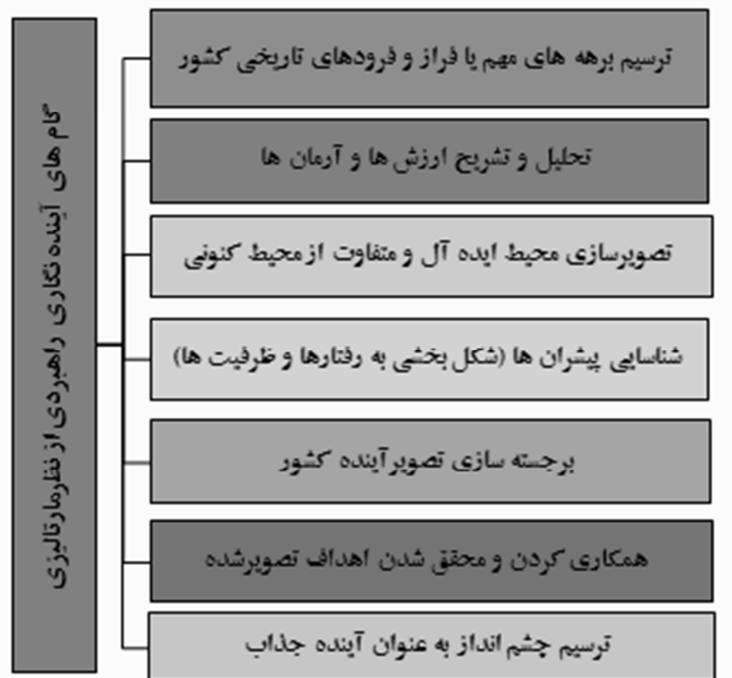 گام های آینده نگاری راهبردی از نظر مارتالیزی
ترسیم برهه های مهم یا فراز و فرودهای تاریخی کشور
تحلیل و تشریح ارزش ها و آرمان ها
تصویرسازی محیط ایده آل و متفاوت از محیط کنونی
شناسایی پیشران ها (شکل بخشی به رفتارها و ظرفیت ها)
برجسته سازی تصویرآینده کشور
همکاری کردن و محقق شدن اهداف تصویرشده
ترسیم چشم انداز به عنوان آینده جذاب